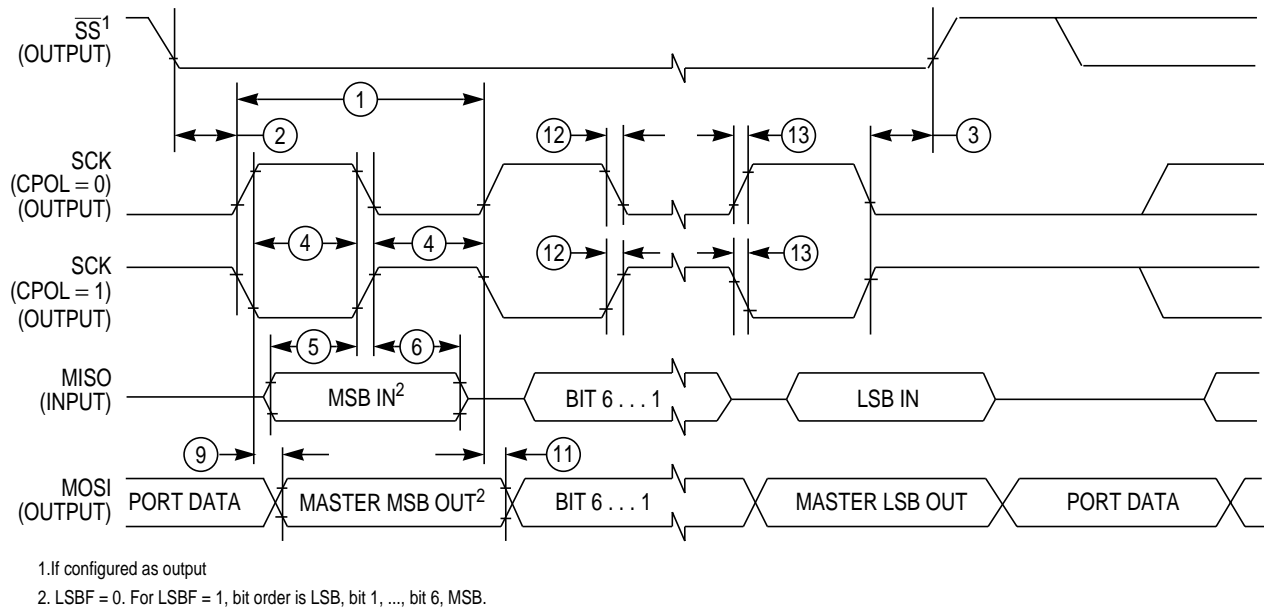 SS1
(OUTPUT)
1
2
12
13
3
SCK
(CPOL = 0)
(OUTPUT)
4
4
12
13
SCK
(CPOL = 1)
(OUTPUT)
5
6
MISO
(INPUT)
MSB IN2
BIT 6 . . . 1
LSB IN
9
11
MOSI
(OUTPUT)
PORT DATA
MASTER MSB OUT2
BIT 6 . . . 1
MASTER LSB OUT
PORT DATA
1.If configured as output
2. LSBF = 0. For LSBF = 1, bit order is LSB, bit 1, ..., bit 6, MSB.